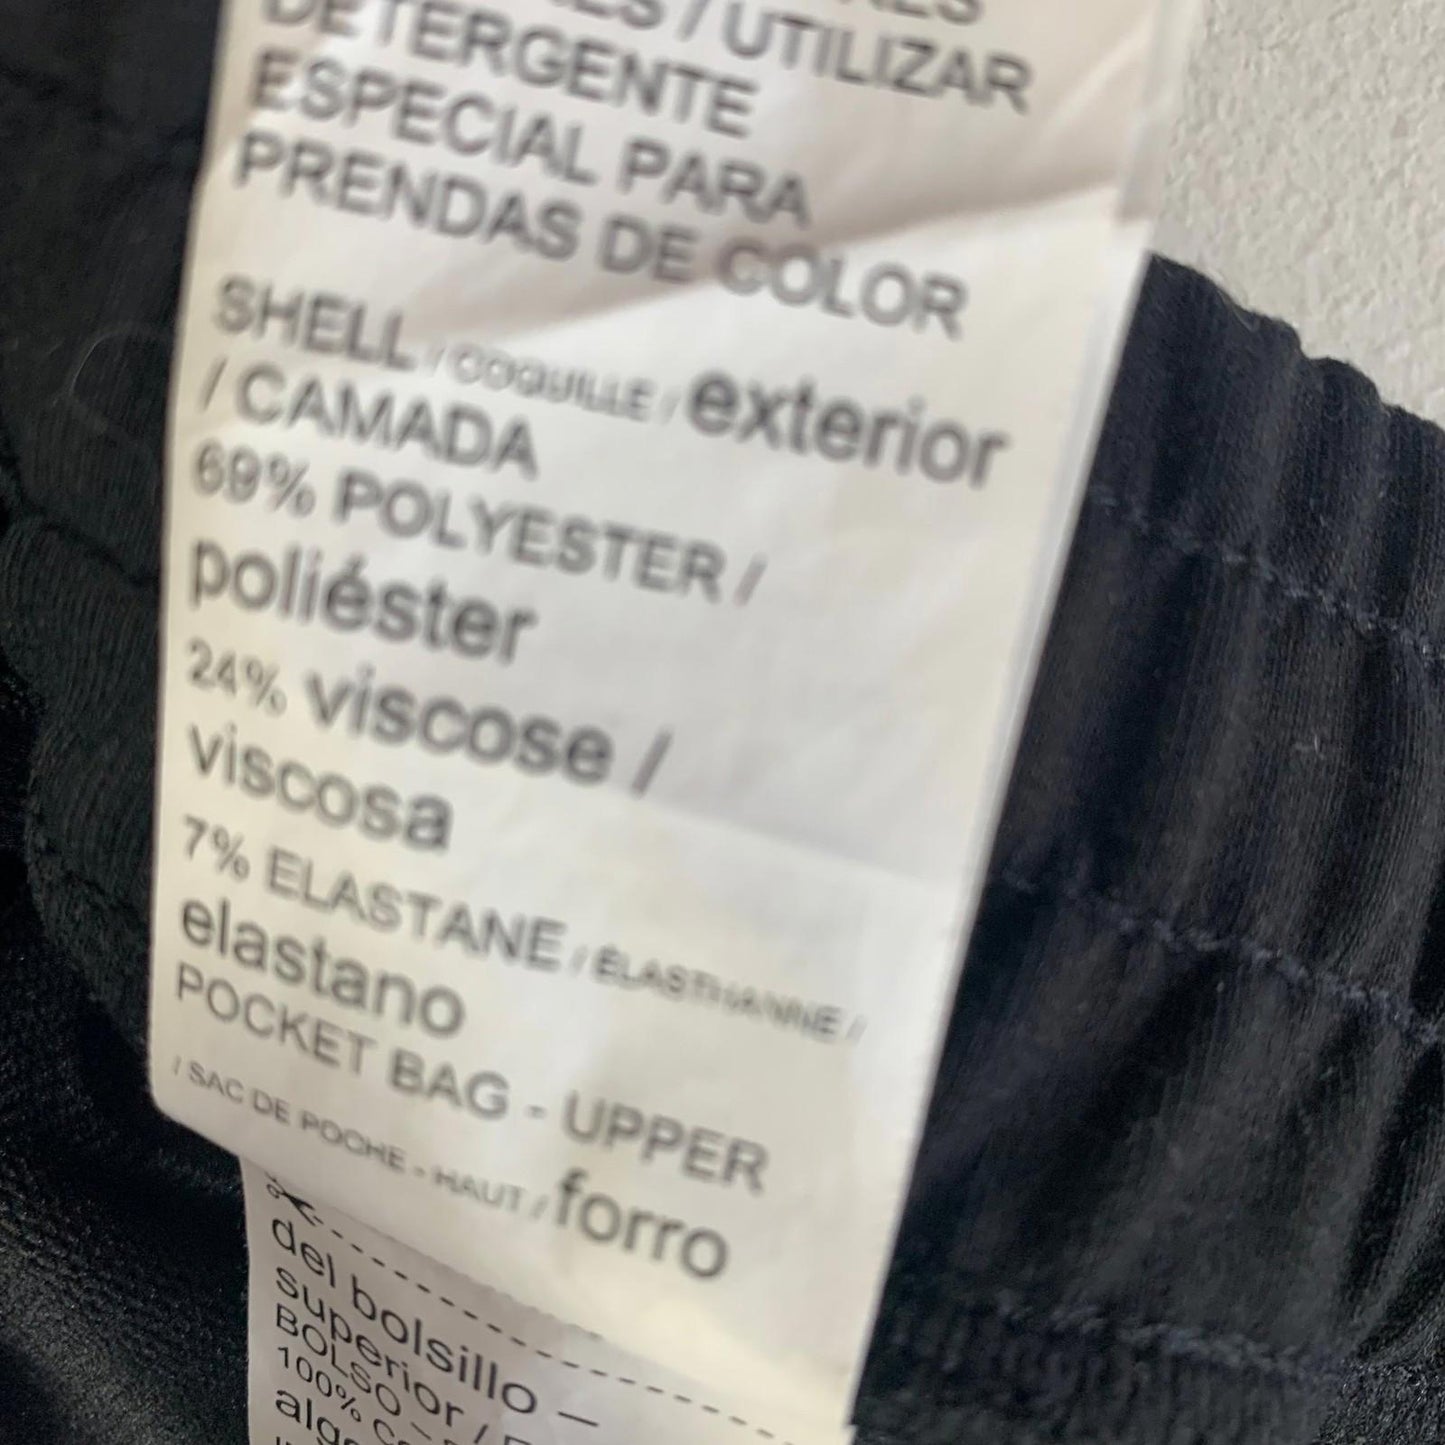 / UTILIZAR
DETERGENTE
ESPECIAL PARA
PRENDAS DE COLOR
SHELL / COQUILLE / exterior
/ CAMADA
69% POLYESTER /
poliéster
24% viscose /
viscosa
7% ELASTANE / ÉLASTHANNE /
elastano
POCKET BAG - UPPER
/ SAC DE POCHE - HAUT / forro
del bolsillo –
superior /
BOLSO –
100%